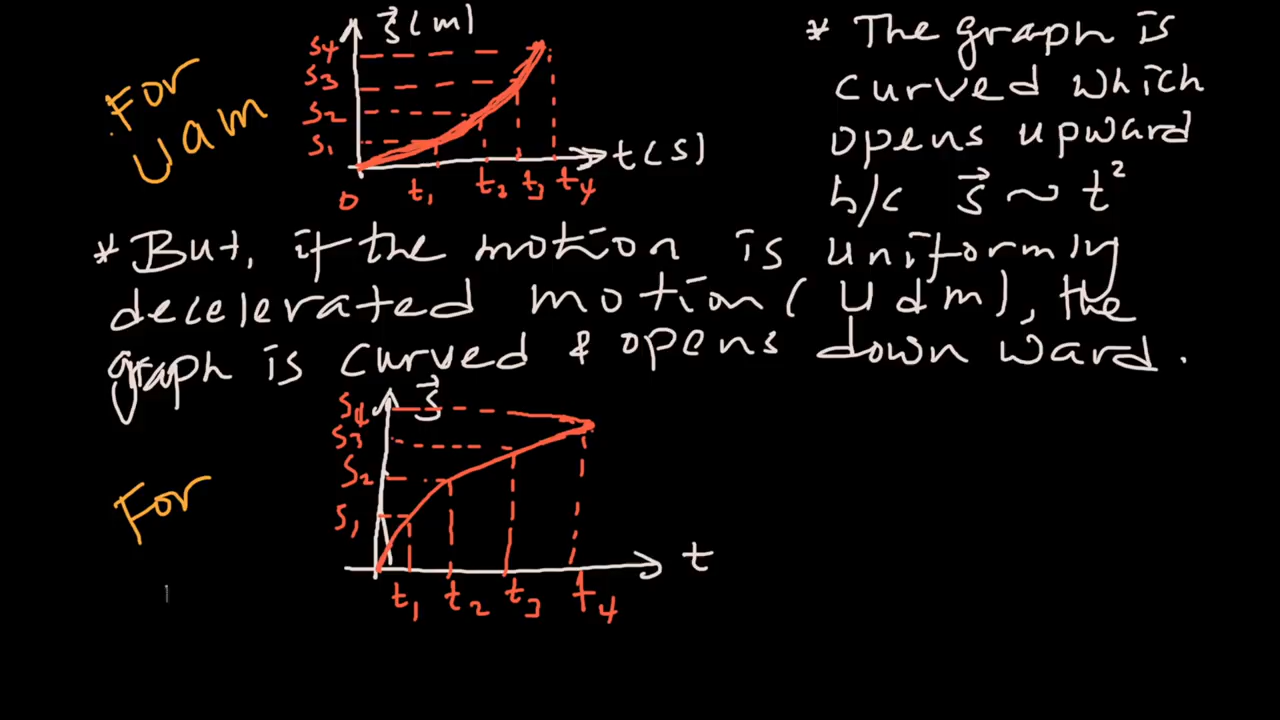 s⃗(m)
S4
S3
S2
S1
0
t1 t2 t3 t4
t(s)
For
Uam
* The graph is
curved which
opens upward
b/c s⃗ ~ t²
* But, if the motion is uniformly
decelerated motion (Udm), the
graph is curved & opens down ward.
s⃗
S4
S3
S2
S1
t1 t2 t3 t4
t
For